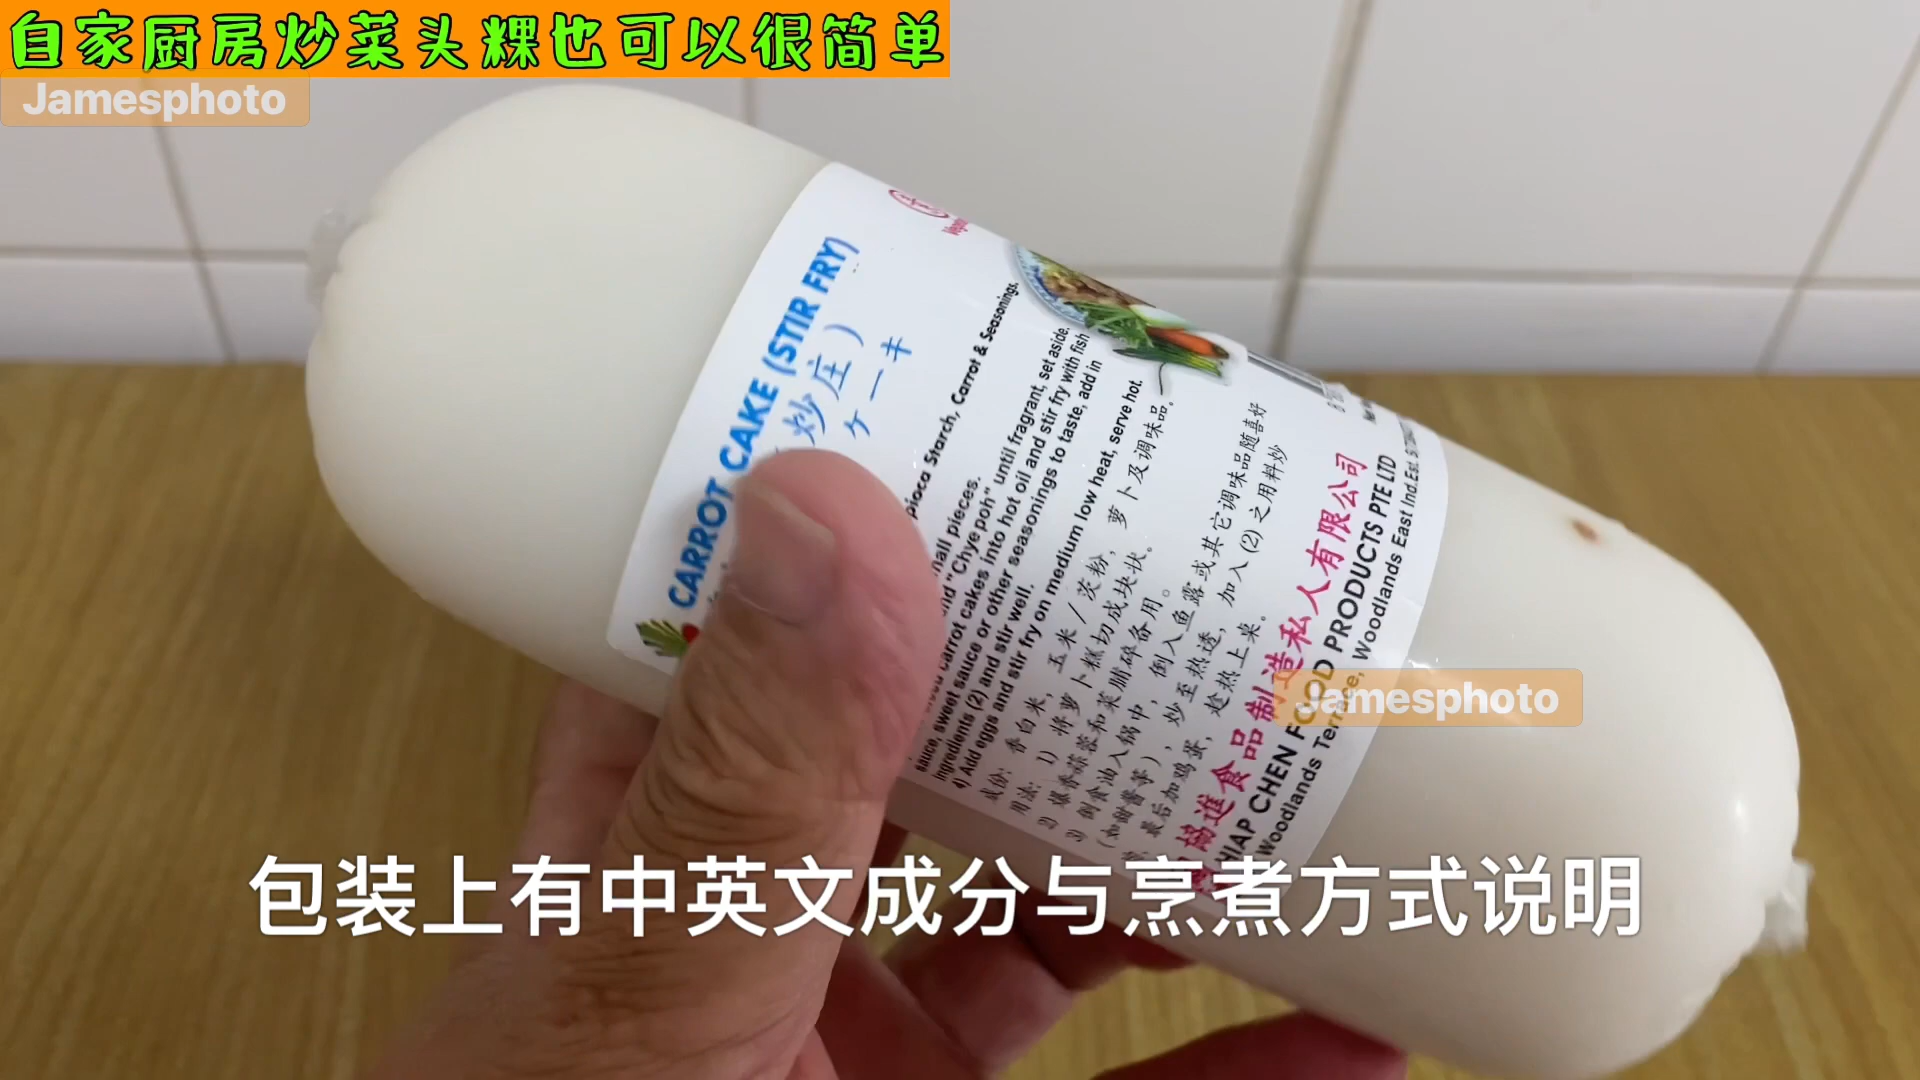 自家厨房炒菜头粿也可以很简单
Jamesphoto
CARROT CAKE (STIR FRY)
炒庄）
ケーキ
Starch, Carrot & Seasonings.
pieces.
"Chye poh" until fragrant, set aside.
carrot cakes into hot oil and stir fry with fish
sauce, sweet sauce or other seasonings to taste, add in
ingredients (2) and stir well.
4) Add eggs and stir fry on medium low heat, serve hot.
成份: 香白米, 玉米/茨粉, 萝卜及调味品。
用法: 1) 将萝卜糕切成块状。
2) 爆香蒜蓉和菜脯碎备用。
3) 倒食油入锅中, 倒入鱼露或其它调味品随喜好
(如甜酱等), 炒至热透, 加入(2)之用料炒
最后加鸡蛋, 趁热上桌。
協進食品制造私人有限公司
HIAP CHEN FOOD PRODUCTS PTE LTD
Woodlands Terrace, Woodlands East Ind.Est.
Jamesphoto
包装上有中英文成分与烹煮方式说明